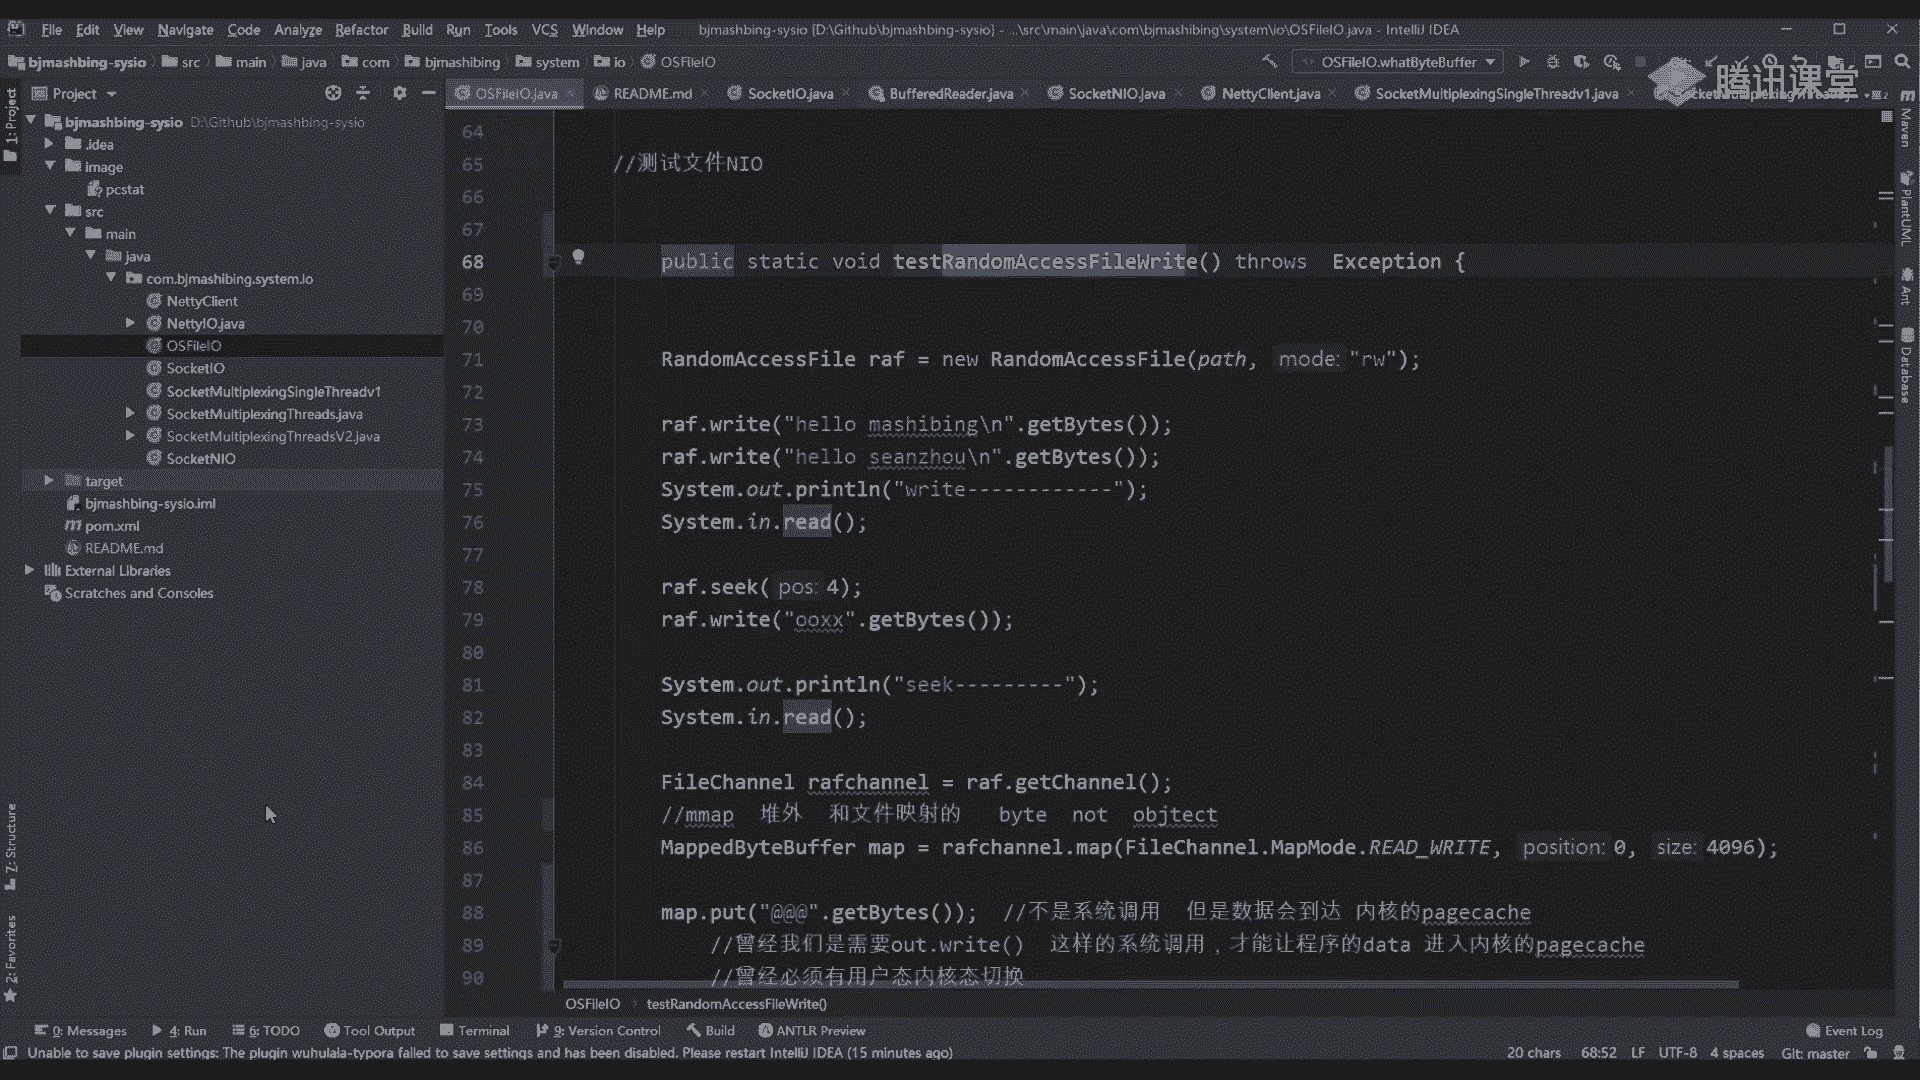 File Edit View Navigate Code Analyze Refactor Build Run Tools VCS Window Help bjmashbing-sysio [D:\Github\bjmashbing-sysio] - ...\src\main\java\com\bjmashibing\system\io\OSFileIO.java - IntelliJ IDEA
bjmashbing-sysio src main java com bjmashibing system io OSFileIO OSFileIO.whatByteBuffer
腾讯课堂
Project OSFileIO.java README.md SocketIO.java BufferedReader.java SocketNIO.java NettyClient.java SocketMultiplexingSingleThreadv1.java
1: Project
bjmashbing-sysio D:\Github\bjmashbing-sysio
.idea
image
pcstat
src
main
java
com.bjmashibing.system.io
NettyClient
NettyIO.java
OSFileIO
SocketIO
SocketMultiplexingSingleThreadv1
SocketMultiplexingThreads.java
SocketMultiplexingThreadsV2.java
SocketNIO
target
bjmashbing-sysio.iml
pom.xml
README.md
External Libraries
Scratches and Consoles
Z: Structure
2: Favorites
64
65 //测试文件NIO
66
67
68 public static void testRandomAccessFileWrite() throws Exception {
69
70
71 RandomAccessFile raf = new RandomAccessFile(path, mode: "rw");
72
73 raf.write("hello mashibing\n".getBytes());
74 raf.write("hello seanzhou\n".getBytes());
75 System.out.println("write------------");
76 System.in.read();
77
78 raf.seek( pos: 4);
79 raf.write("ooxx".getBytes());
80
81 System.out.println("seek---------");
82 System.in.read();
83
84 FileChannel rafchannel = raf.getChannel();
85 //mmap 堆外 和文件映射的 byte not objtect
86 MappedByteBuffer map = rafchannel.map(FileChannel.MapMode.READ_WRITE, position: 0, size: 4096);
87
88 map.put("@@@".getBytes()); //不是系统调用 但是数据会到达 内核的pagecache
89 //曾经我们是需要out.write() 这样的系统调用，才能让程序的data 进入内核的pagecache
90 //曾经必须有用户态内核态切换
Maven
PlantUML
Ant
Database
OSFileIO testRandomAccessFileWrite()
0: Messages 4: Run 6: TODO Tool Output Terminal 9: Version Control Build ANTLR Preview Event Log
Unable to save plugin settings: The plugin wuhulala-typora failed to save settings and has been disabled. Please restart IntelliJ IDEA (15 minutes ago) 20 chars 68:52 LF UTF-8 4 spaces Git: master